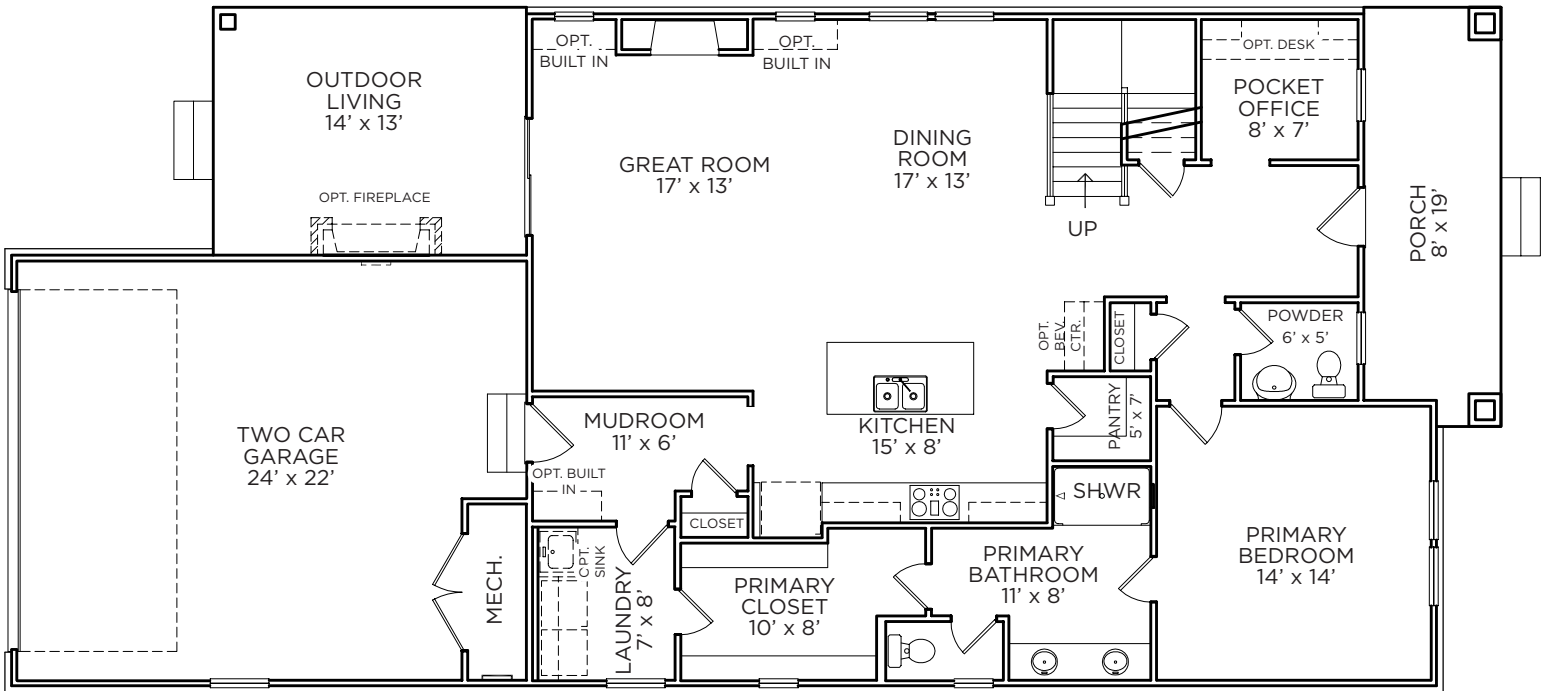 OPT.
BUILT IN
OPT.
BUILT IN
OPT. DESK
OUTDOOR
LIVING
14' x 13'
POCKET
OFFICE
8' x 7'
GREAT ROOM
17' x 13'
DINING
ROOM
17' x 13'
OPT. FIREPLACE
UP
PORCH
8' x 19'
OPT.
BEV.
CTR.
CLOSET
POWDER
6' x 5'
TWO CAR
GARAGE
24' x 22'
MUDROOM
11' x 6'
KITCHEN
15' x 8'
PANTRY
5' x 7'
OPT. BUILT
IN
CLOSET
SHWR
MECH.
OPT.
SINK
LAUNDRY
7' x 8'
PRIMARY
CLOSET
10' x 8'
PRIMARY
BATHROOM
11' x 8'
PRIMARY
BEDROOM
14' x 14'